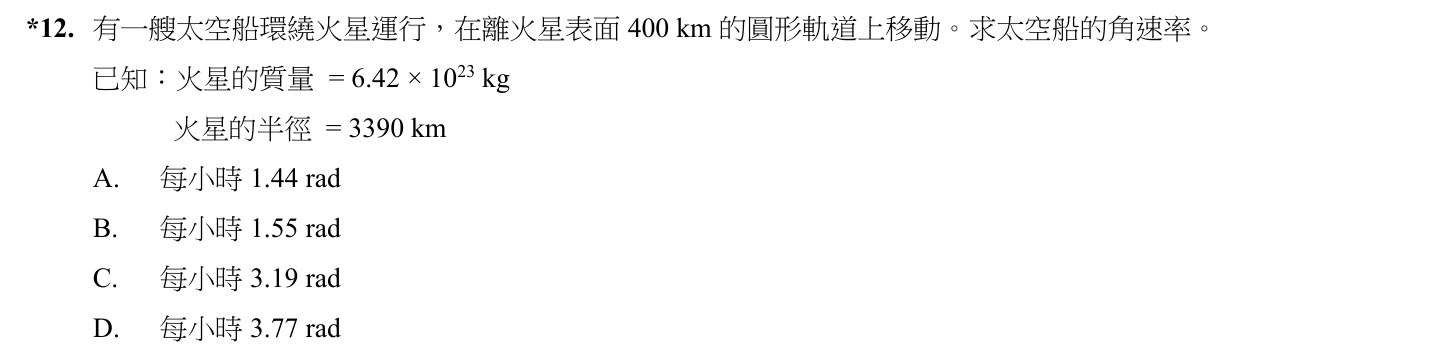 *12. 有一艘太空船環繞火星運行，在離火星表面 400 km 的圓形軌道上移動。求太空船的角速率。
已知：火星的質量 = 6.42 × 10²³ kg
火星的半徑 = 3390 km
A. 每小時 1.44 rad
B. 每小時 1.55 rad
C. 每小時 3.19 rad
D. 每小時 3.77 rad